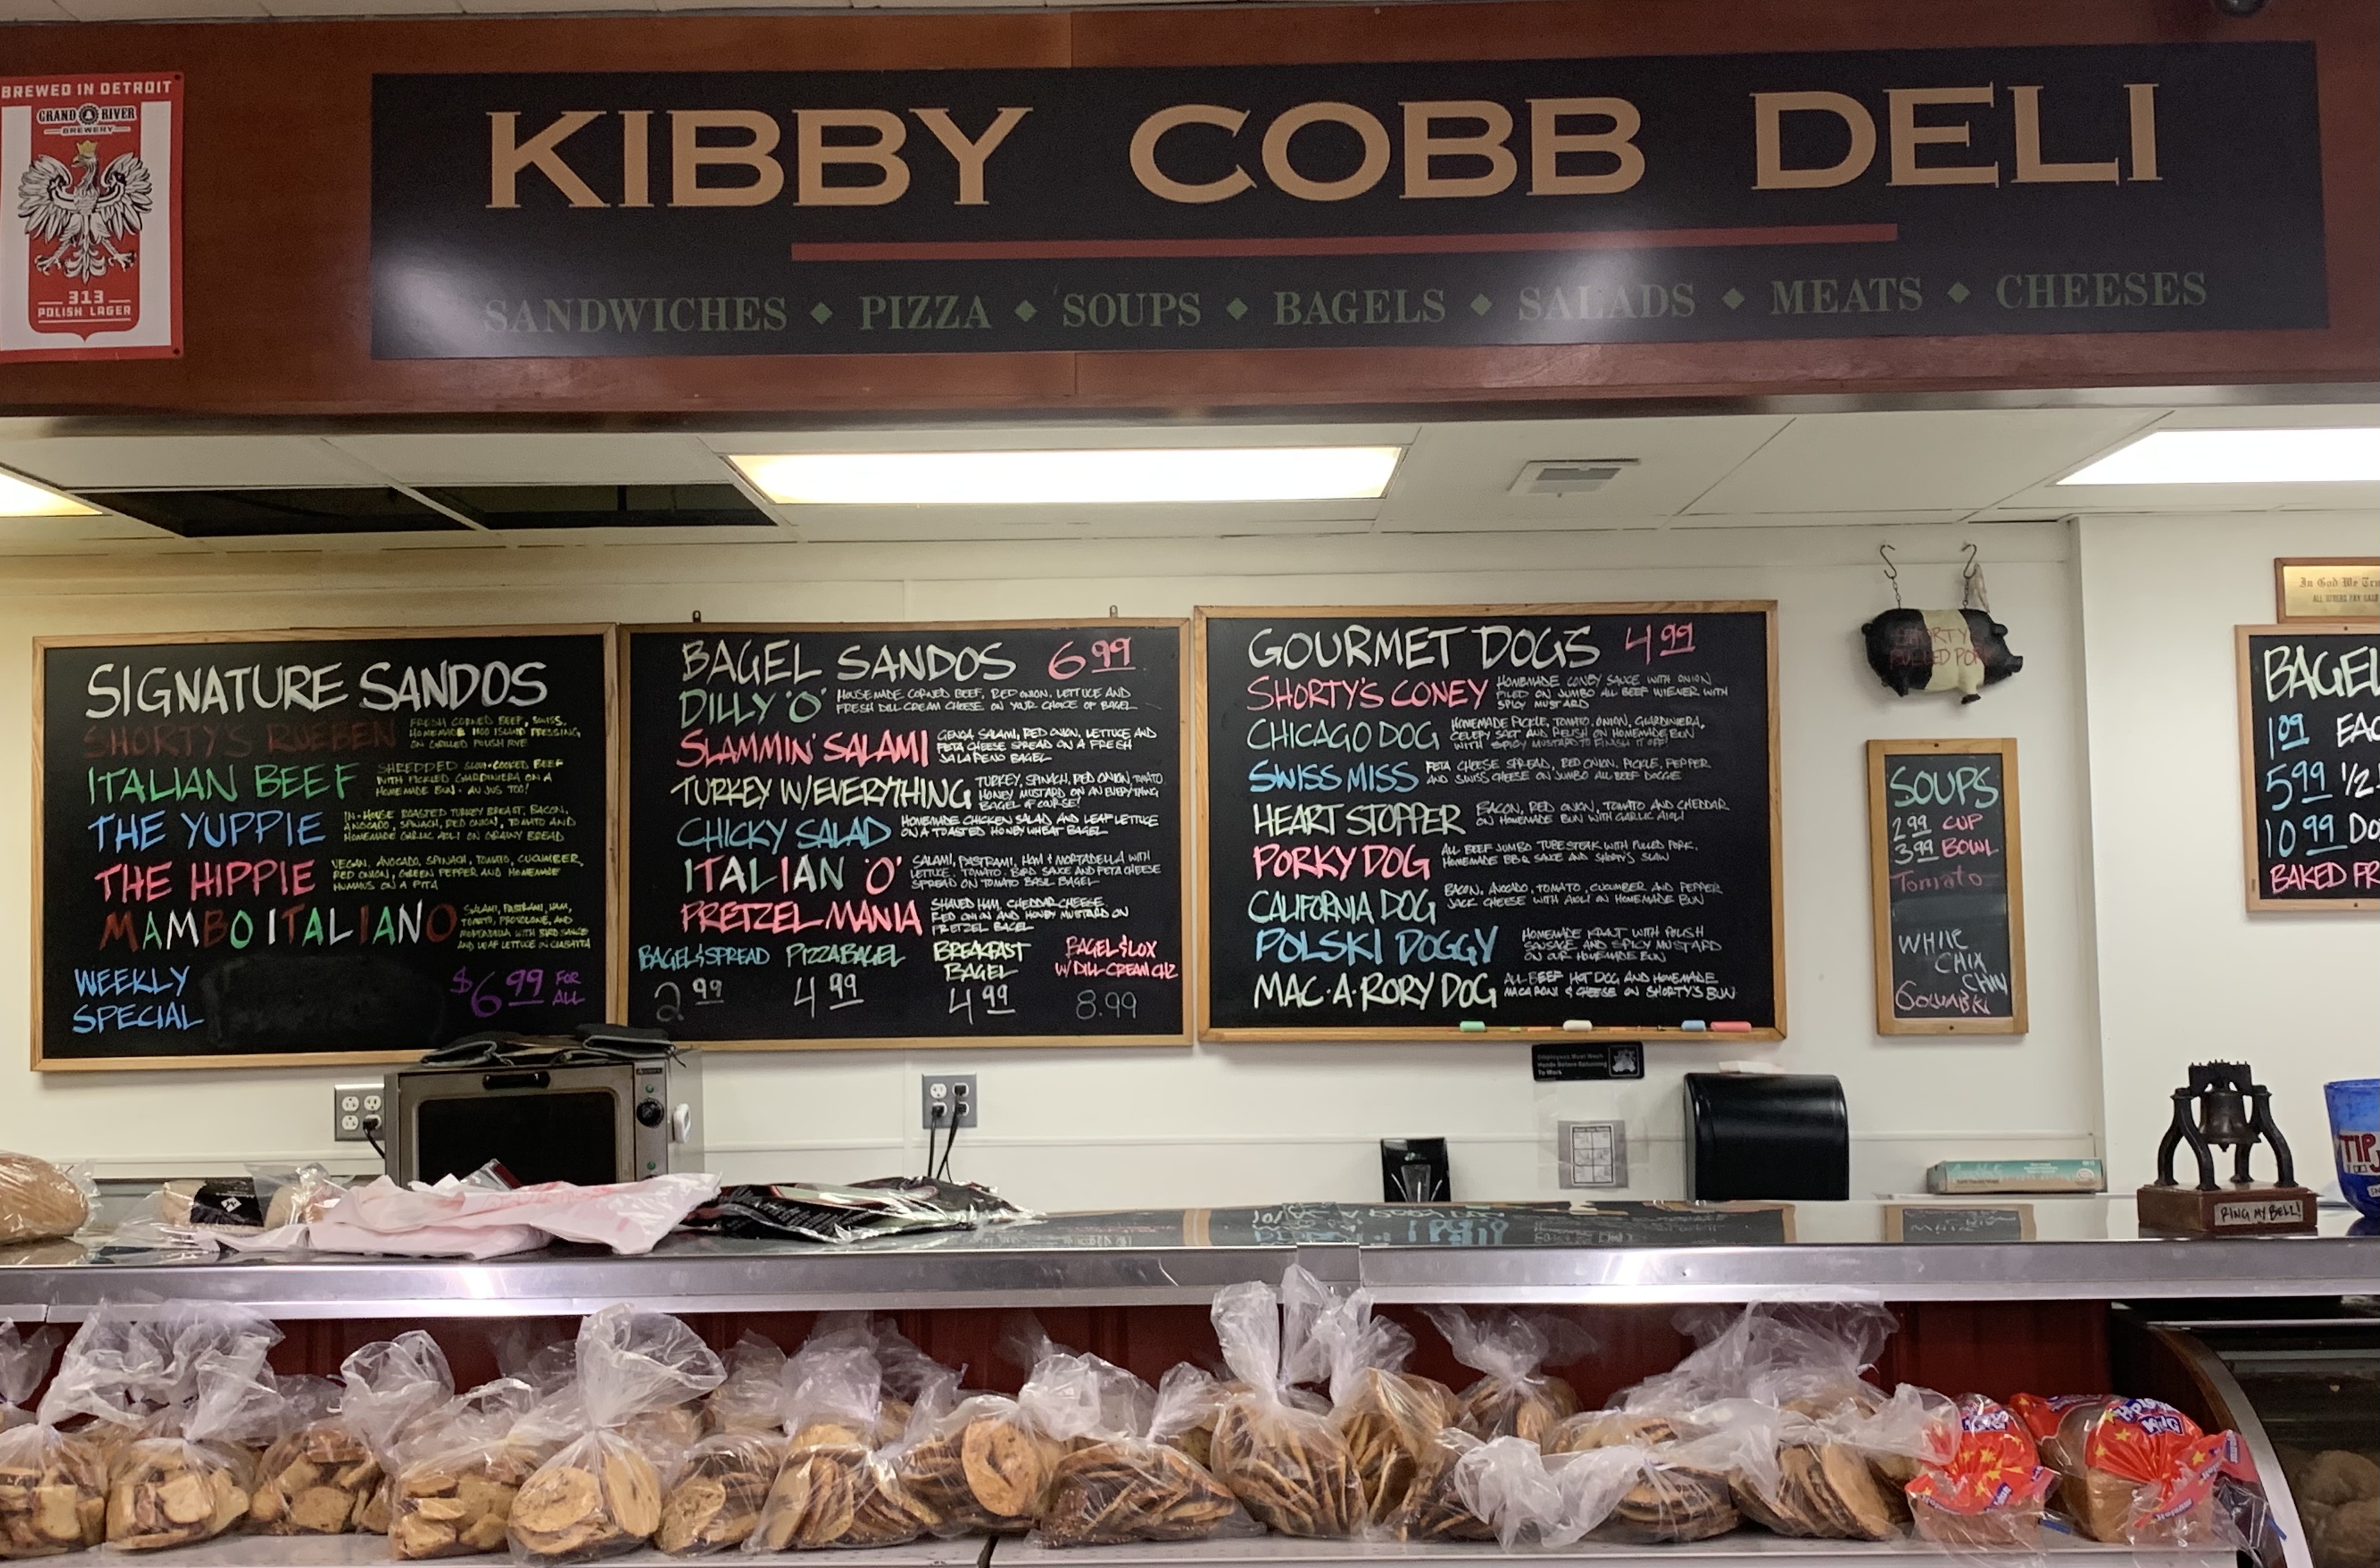 BREWED IN DETROIT
GRAND RIVER
BREWERY
313
POLISH LAGER
KIBBY COBB DELI
SANDWICHES ◆ PIZZA ◆ SOUPS ◆ BAGELS ◆ SALADS ◆ MEATS ◆ CHEESES
SIGNATURE SANDOS
SHORTY'S RUEBEN
FRESH CORNED BEEF, SWISS,
HOMEMADE 1000 ISLAND DRESSING
ON GRILLED POLISH RYE
ITALIAN BEEF
SHREDDED SLOW-COOKED BEEF
WITH PICKLED GIARDINIERA ON A
HOMEMADE BUN - AU JUS TOO!
THE YUPPIE
IN-HOUSE ROASTED TURKEY BREAST, BACON,
AVOCADO, SPINACH, RED ONION, TOMATO AND
HOMEMADE GARLIC AIOLI ON GRAINY BREAD
THE HIPPIE
VEGAN. AVOCADO, SPINACH, TOMATO, CUCUMBER,
RED ONION, GREEN PEPPER AND HOMEMADE
HUMMUS ON A PITA
MAMBO ITALIANO
SALAMI, PASTRAMI, HAM,
TOMATO, PROVOLONE, AND
MORTADELLA WITH BIRD SAUCE
AND LEAF LETTUCE IN CIABATTA
WEEKLY
SPECIAL
$6.99 FOR
ALL
BAGEL SANDOS 6.99
DILLY 'O'
HOUSEMADE CORNED BEEF, RED ONION, LETTUCE AND
FRESH DILL CREAM CHEESE ON YOUR CHOICE OF BAGEL
SLAMMIN' SALAMI
GENOA SALAMI, RED ONION, LETTUCE AND
FETA CHEESE SPREAD ON A FRESH
JALAPENO BAGEL
TURKEY W/EVERYTHING
TURKEY, SPINACH, RED ONION, TOMATO
HONEY MUSTARD ON AN EVERYTHING
BAGEL OF COURSE!
CHICKY SALAD
HOMEMADE CHICKEN SALAD AND LEAF LETTUCE
ON A TOASTED HONEY WHEAT BAGEL
ITALIAN 'O'
SALAMI, PASTRAMI, HAM & MORTADELLA WITH
LETTUCE, TOMATO, BIRD SAUCE AND FETA CHEESE
SPREAD ON TOMATO BASIL BAGEL
PRETZEL MANIA
SHAVED HAM, CHEDDAR CHEESE,
RED ONION AND HONEY MUSTARD ON
PRETZEL BAGEL
BAGEL & SPREAD
2.99
PIZZA BAGEL
4.99
BREAKFAST
BAGEL
4.99
BAGEL & LOX
W/ DILL CREAM CHZ
8.99
GOURMET DOGS 4.99
SHORTY'S CONEY
HOMEMADE CONEY SAUCE WITH ONION
PILED ON JUMBO ALL BEEF WIENER WITH
SPICY MUSTARD
CHICAGO DOG
HOMEMADE PICKLE, TOMATO, ONION, GIARDINIERA,
CELERY SALT AND RELISH ON HOMEMADE BUN
WITH SPICY MUSTARD TO FINISH IT OFF!
SWISS MISS
FETA CHEESE SPREAD, RED ONION, PICKLE, PEPPER
AND SWISS CHEESE ON JUMBO ALL BEEF DOGGIE
HEART STOPPER
BACON, RED ONION, TOMATO AND CHEDDAR
ON HOMEMADE BUN WITH GARLIC AIOLI
PORKY DOG
ALL BEEF JUMBO TUBE STEAK WITH PULLED PORK,
HOMEMADE BBQ SAUCE AND SHORTY'S SLAW
CALIFORNIA DOG
BACON, AVOCADO, TOMATO, CUCUMBER AND PEPPER
JACK CHEESE WITH AIOLI ON HOMEMADE BUN
POLSKI DOGGY
HOMEMADE KRAUT WITH POLISH
SAUSAGE AND SPICY MUSTARD
ON OUR HOMEMADE BUN
MAC·A·RORY DOG
ALL-BEEF HOT DOG AND HOMEMADE
MACARONI & CHEESE ON SHORTY'S BUN
SHORTY'S
PULLED PORK
SOUPS
2.99 CUP
3.99 BOWL
Tomato
WHITE
CHIX
CHILI
GOLUMBKI
In God We Tru
ALL OTHERS PAY CASH
BAGEL
1.09 EAC
5.99 1/2
10.99 DO
BAKED FR
Employees Must Wash
Hands Before Returning
To Work
RING MY BELL!
TIP